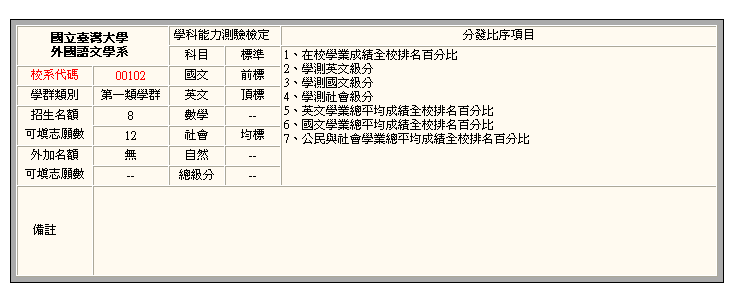 國立臺灣大學
外國語文學系
學科能力測驗檢定
分發比序項目
科目 標準
1、在校學業成績全校排名百分比
2、學測英文級分
3、學測國文級分
4、學測社會級分
5、英文學業總平均成績全校排名百分比
6、國文學業總平均成績全校排名百分比
7、公民與社會學業總平均成績全校排名百分比
校系代碼 00102 國文 前標
學群類別 第一類學群 英文 頂標
招生名額 8 數學 --
可填志願數 12 社會 均標
外加名額 無 自然 --
可填志願數 -- 總級分 --
備註